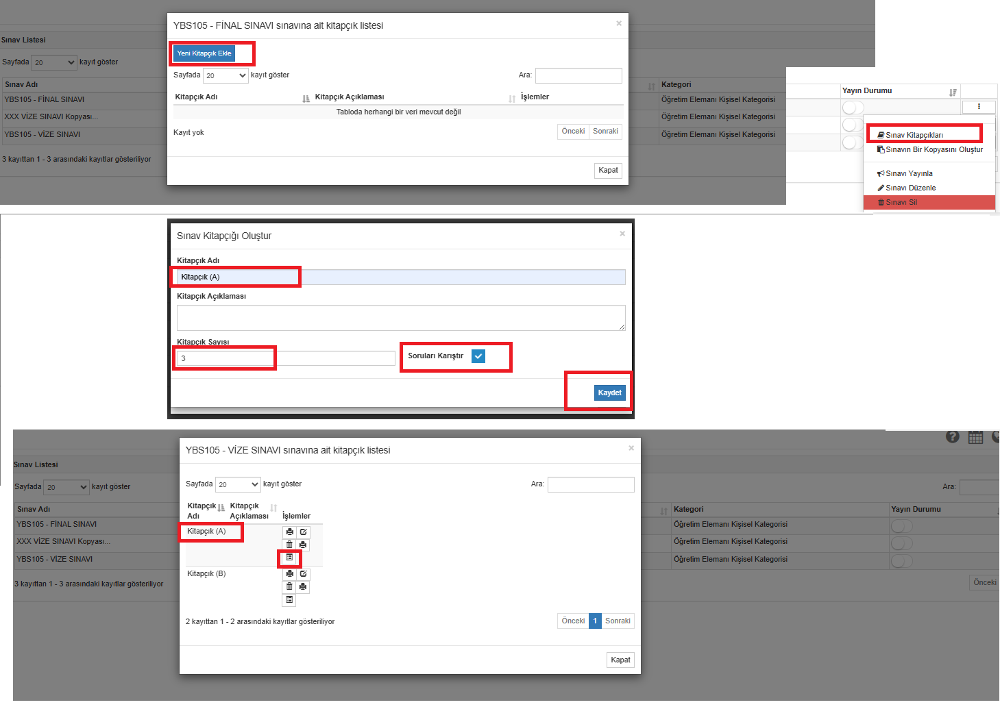 YBS105 - FİNAL SINAVI sınavına ait kitapçık listesi
×
Sınav Listesi
Yeni Kitapçık Ekle
Sayfada 20 kayıt göster
Sayfada 20 kayıt göster
Ara:
Sınav Adı
Kitapçık Adı
Kitapçık Açıklaması
İşlemler
Kategori
Yayın Durumu
YBS105 - FİNAL SINAVI
Tabloda herhangi bir veri mevcut değil
Öğretim Elemanı Kişisel Kategorisi
XXX VİZE SINAVI Kopyası...
Öğretim Elemanı Kişisel Kategorisi
YBS105 - VİZE SINAVI
Kayıt yok
Önceki Sonraki
Öğretim Elemanı Kişisel Kategorisi
3 kayıttan 1 - 3 arasındaki kayıtlar gösteriliyor
Kapat
Sınav Kitapçıkları
Sınavın Bir Kopyasını Oluştur
Sınavı Yayınla
Sınavı Düzenle
Sınavı Sil
Sınav Kitapçığı Oluştur
×
Kitapçık Adı
Kitapçık (A)
Kitapçık Açıklaması
Kitapçık Sayısı
3
Soruları Karıştır
Kaydet
YBS105 - VİZE SINAVI sınavına ait kitapçık listesi
×
Sınav Listesi
Sayfada 20 kayıt göster
Sayfada 20 kayıt göster
Ara:
Ara:
Sınav Adı
Kitapçık Adı
Kitapçık Açıklaması
İşlemler
Kategori
Yayın Durumu
YBS105 - FİNAL SINAVI
Kitapçık (A)
Öğretim Elemanı Kişisel Kategorisi
XXX VİZE SINAVI Kopyası...
Öğretim Elemanı Kişisel Kategorisi
YBS105 - VİZE SINAVI
Öğretim Elemanı Kişisel Kategorisi
Kitapçık (B)
3 kayıttan 1 - 3 arasındaki kayıtlar gösteriliyor
Önceki
2 kayıttan 1 - 2 arasındaki kayıtlar gösteriliyor
Önceki 1 Sonraki
Kapat